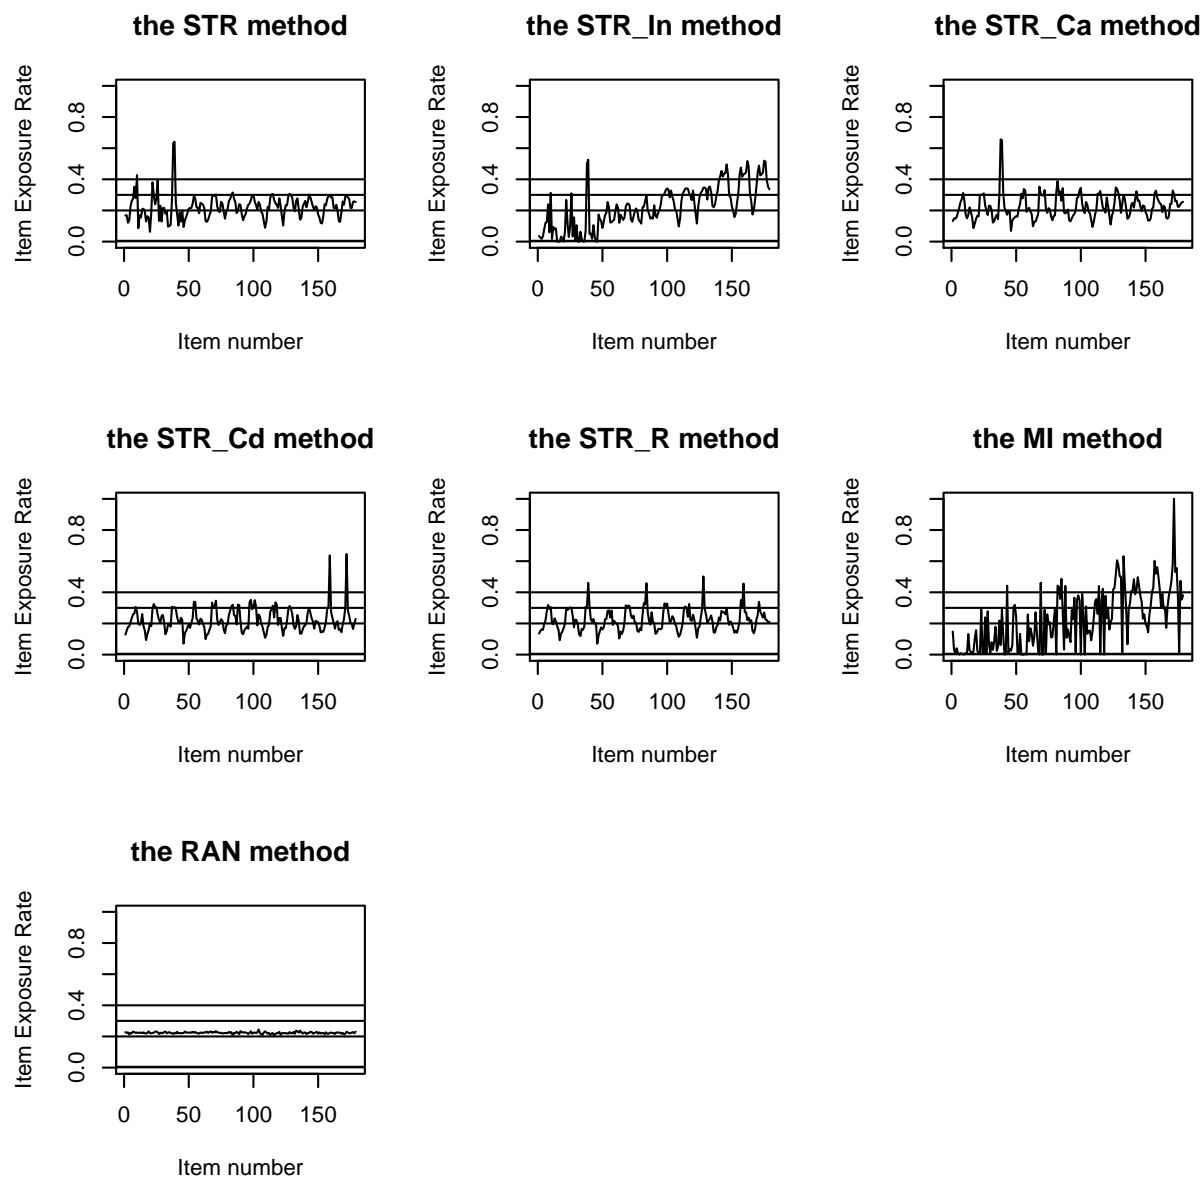 the STR method
Item Exposure Rate
0.0 0.4 0.8
0 50 100 150
Item number
the STR_In method
Item Exposure Rate
0.0 0.4 0.8
0 50 100 150
Item number
the STR_Ca method
Item Exposure Rate
0.0 0.4 0.8
0 50 100 150
Item number
the STR_Cd method
Item Exposure Rate
0.0 0.4 0.8
0 50 100 150
Item number
the STR_R method
Item Exposure Rate
0.0 0.4 0.8
0 50 100 150
Item number
the MI method
Item Exposure Rate
0.0 0.4 0.8
0 50 100 150
Item number
the RAN method
Item Exposure Rate
0.0 0.4 0.8
0 50 100 150
Item number